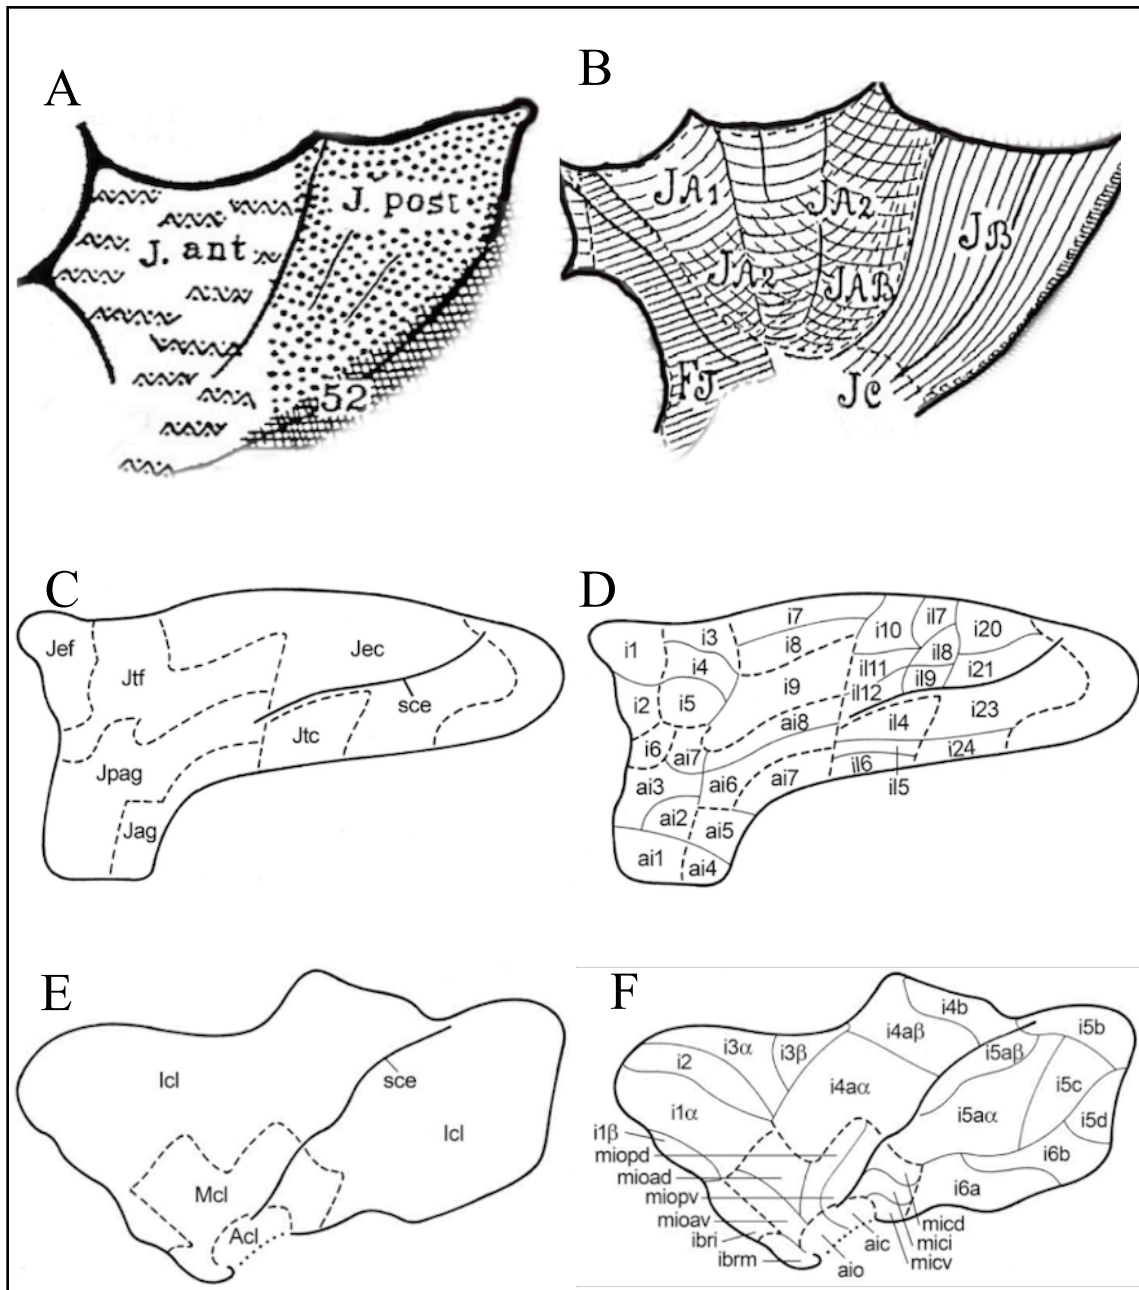 A
B
J. ant
J. post
52
JA1
JA2
JA2
JAB
JB
FJ
JC
C
D
Jef
Jtf
Jec
sce
Jtc
Jpag
Jag
i1
i3
i7
i10
il7
i20
i4
i8
il8
i21
il11
il9
i2
i5
i9
il12
i23
ai8
il4
i6
ai7
i24
ai3
ai6
ai7
il6
il5
ai2
ai5
ai1
ai4
E
F
Icl
sce
Icl
Mcl
Acl
i4b
i4aβ
i5b
i3α
i3β
i5aβ
i2
i4aα
i5c
i1α
i5aα
i5d
i1β
i6b
miopd
mioad
i6a
miopv
mioav
micd
ibri
aic
mici
ibrm
aio
micv